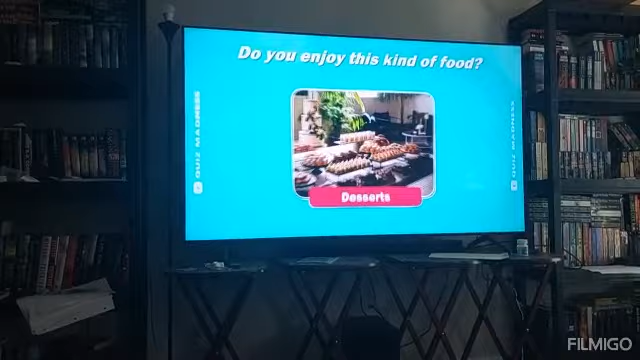 Do you enjoy this kind of food?
QUIZ MADNESS
QUIZ MADNESS
Desserts
FILMIGO